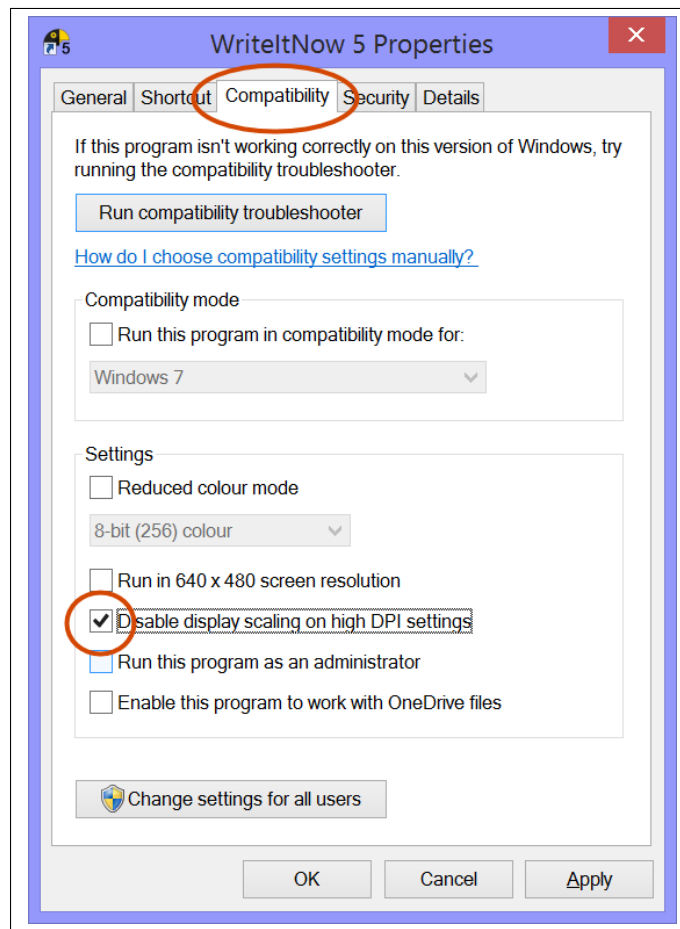 5
WriteItNow 5 Properties
General Shortcut Compatibility Security Details
If this program isn't working correctly on this version of Windows, try
running the compatibility troubleshooter.
Run compatibility troubleshooter
How do I choose compatibility settings manually?
Compatibility mode
Run this program in compatibility mode for:
Windows 7
Settings
Reduced colour mode
8-bit (256) colour
Run in 640 x 480 screen resolution
Disable display scaling on high DPI settings
Run this program as an administrator
Enable this program to work with OneDrive files
Change settings for all users
OK Cancel Apply